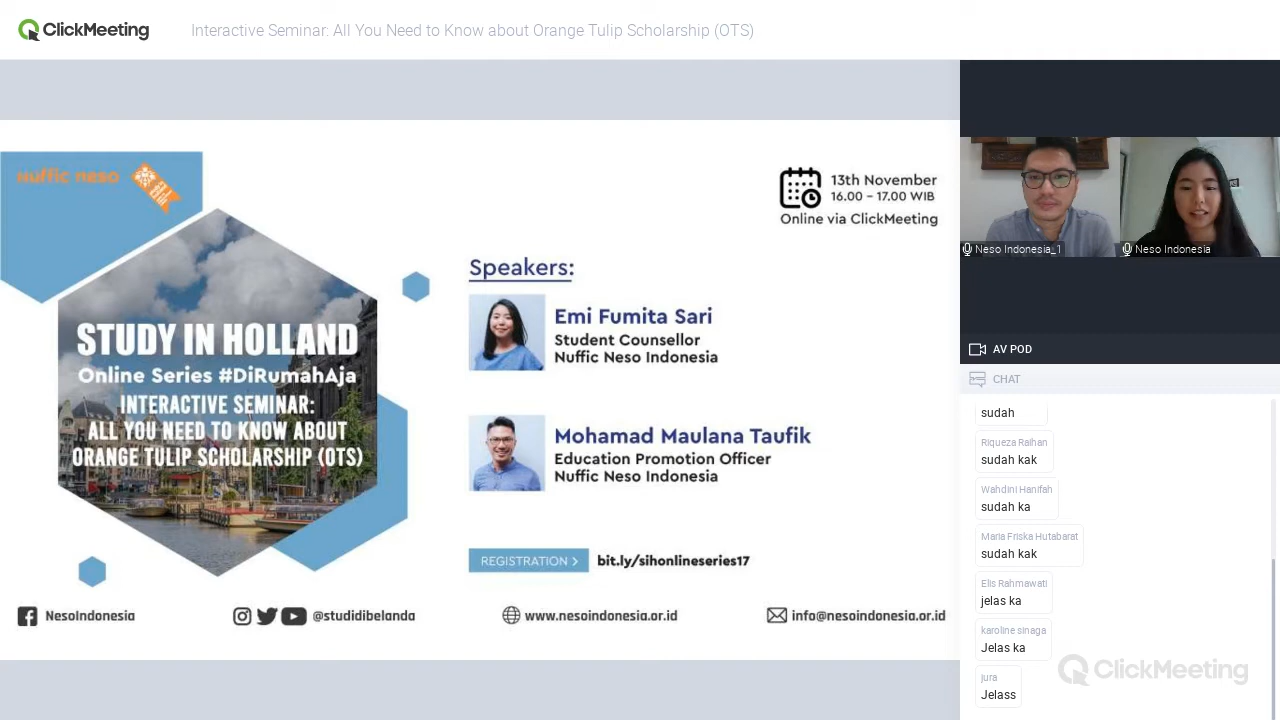 ClickMeeting
Interactive Seminar: All You Need to Know about Orange Tulip Scholarship (OTS)
Nuffic Neso
13th November
16.00 – 17.00 WIB
Online via ClickMeeting
STUDY IN HOLLAND
Online Series #DiRumahAja
INTERACTIVE SEMINAR:
ALL YOU NEED TO KNOW ABOUT
ORANGE TULIP SCHOLARSHIP (OTS)
Speakers:
Emi Fumita Sari
Student Counsellor
Nuffic Neso Indonesia
Mohamad Maulana Taufik
Education Promotion Officer
Nuffic Neso Indonesia
REGISTRATION > bit.ly/sihonlineseries17
NesoIndonesia
@studidibelanda
www.nesoindonesia.or.id
info@nesoindonesia.or.id
Neso Indonesia_1
Neso Indonesia
AV POD
CHAT
sudah
Riqueza Raihan
sudah kak
Wahdini Hanifah
sudah ka
Maria Friska Hutabarat
sudah kak
Elis Rahmawati
jelas ka
karoline sinaga
Jelas ka
jura
Jelass
ClickMeeting